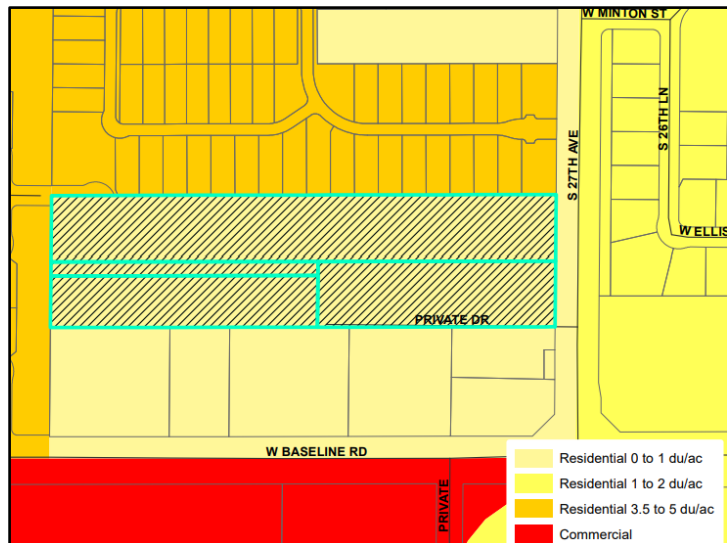 W MINTON ST
S 26TH LN
S 27TH AVE
W ELLIS
PRIVATE DR
W BASELINE RD
PRIVATE
Residential 0 to 1 du/ac
Residential 1 to 2 du/ac
Residential 3.5 to 5 du/ac
Commercial